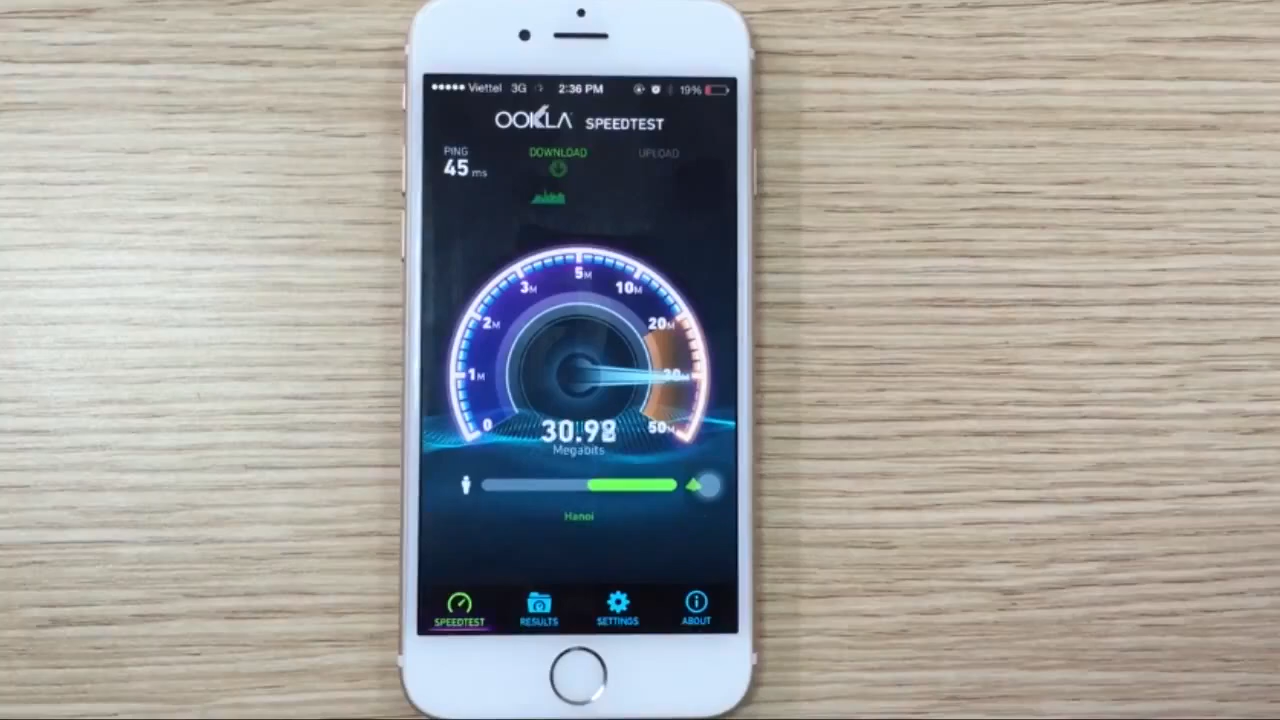 ●●●●● Viettel 3G 2:36 PM 19%
OOKLA SPEEDTEST
PING DOWNLOAD UPLOAD
45 ms
5M
3M 10M
2M 20M
1M 30M
0 50M
30.98
Megabits
Hanoi
SPEEDTEST RESULTS SETTINGS ABOUT